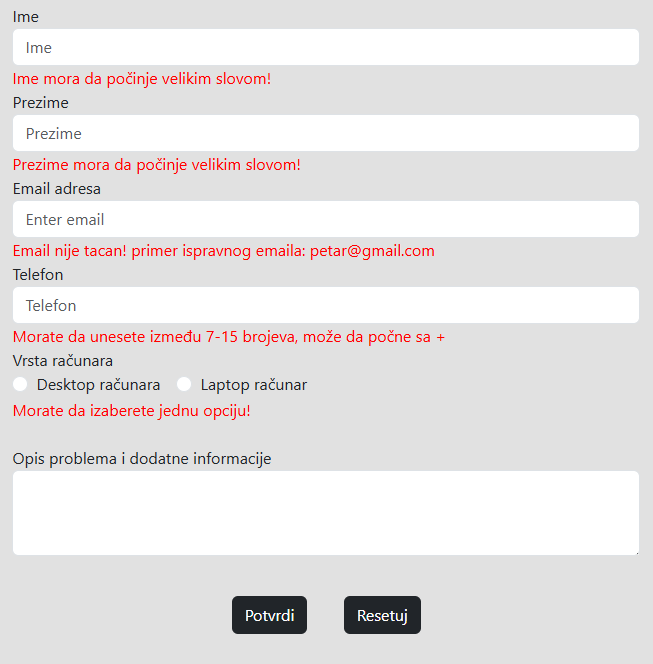 Ime
Ime
Ime mora da počinje velikim slovom!
Prezime
Prezime
Prezime mora da počinje velikim slovom!
Email adresa
Enter email
Email nije tacan! primer ispravnog emaila: petar@gmail.com
Telefon
Telefon
Morate da unesete između 7-15 brojeva, može da počne sa +
Vrsta računara
Desktop računara Laptop računar
Morate da izaberete jednu opciju!
Opis problema i dodatne informacije
Potvrdi Resetuj